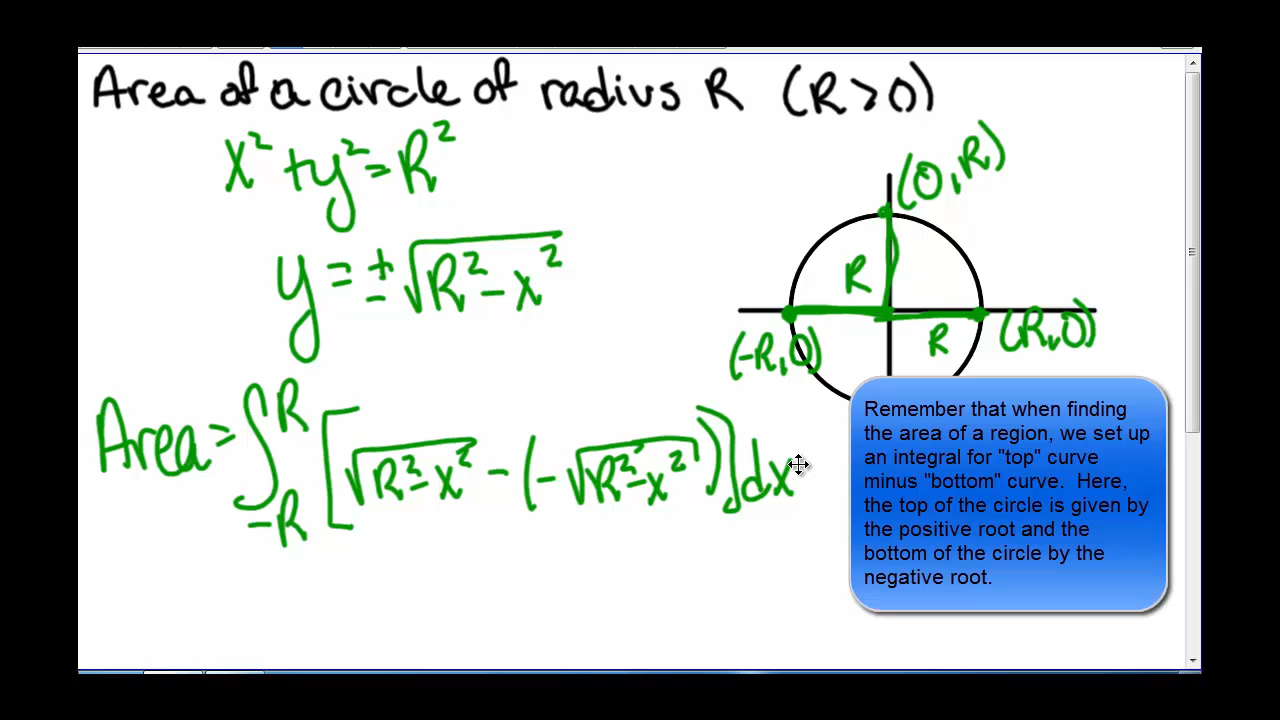 Area of a circle of radius R (R > 0)
x² + y² = R²
y = ± √(R² - x²)
(0, R)
R
R
(-R, 0)
(R, 0)
Area = ∫_{-R}^{R} [√(R² - x²) - (-√(R² - x²))] dx
Remember that when finding
the area of a region, we set up
an integral for "top" curve
minus "bottom" curve. Here,
the top of the circle is given by
the positive root and the
bottom of the circle by the
negative root.